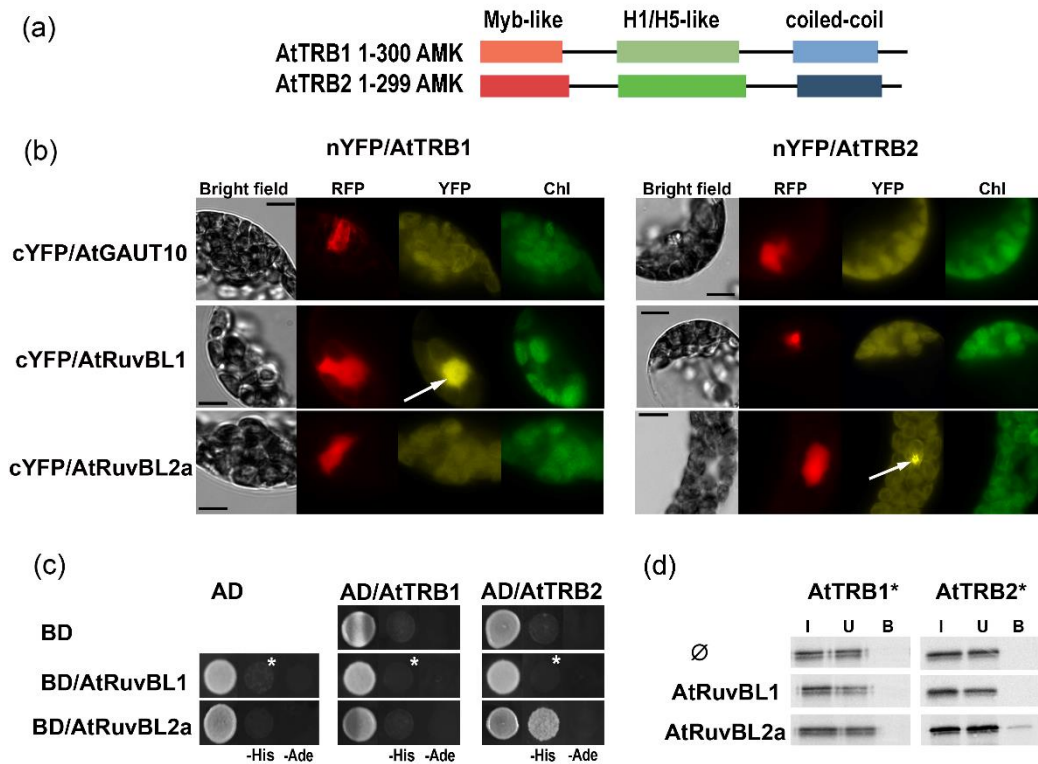 (a)
Myb-like H1/H5-like coiled-coil
AtTRB1 1-300 AMK
AtTRB2 1-299 AMK
(b)
nYFP/AtTRB1 nYFP/AtTRB2
Bright field RFP YFP Chl Bright field RFP YFP Chl
cYFP/AtGAUT10
cYFP/AtRuvBL1
cYFP/AtRuvBL2a
(c) (d)
AD AD/AtTRB1 AD/AtTRB2 AtTRB1* AtTRB2*
I U B I U B
BD Ø
BD/AtRuvBL1 * * * AtRuvBL1
BD/AtRuvBL2a AtRuvBL2a
-His -Ade -His -Ade -His -Ade